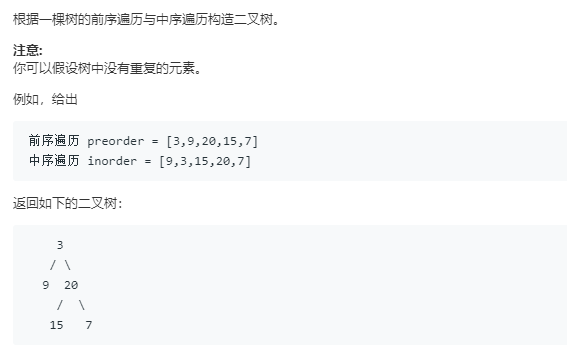 根据一棵树的前序遍历与中序遍历构造二叉树。
注意:
你可以假设树中没有重复的元素。
例如，给出
前序遍历 preorder = [3,9,20,15,7]
中序遍历 inorder = [9,3,15,20,7]
返回如下的二叉树：
3
/ \
9 20
/ \
15 7